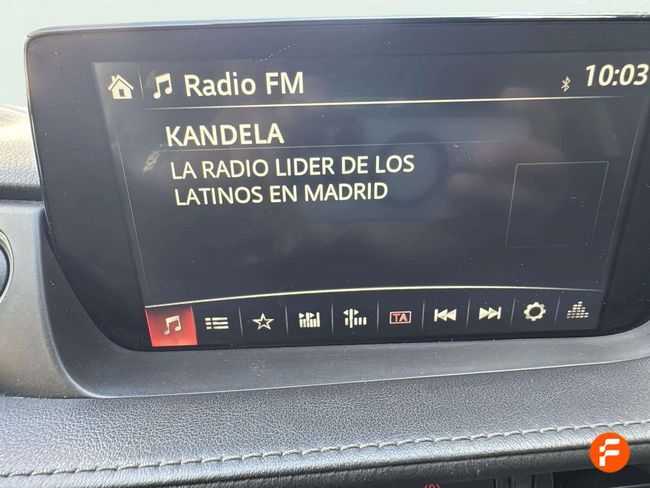 Radio FM
10:03
KANDELA
LA RADIO LIDER DE LOS
LATINOS EN MADRID
TA